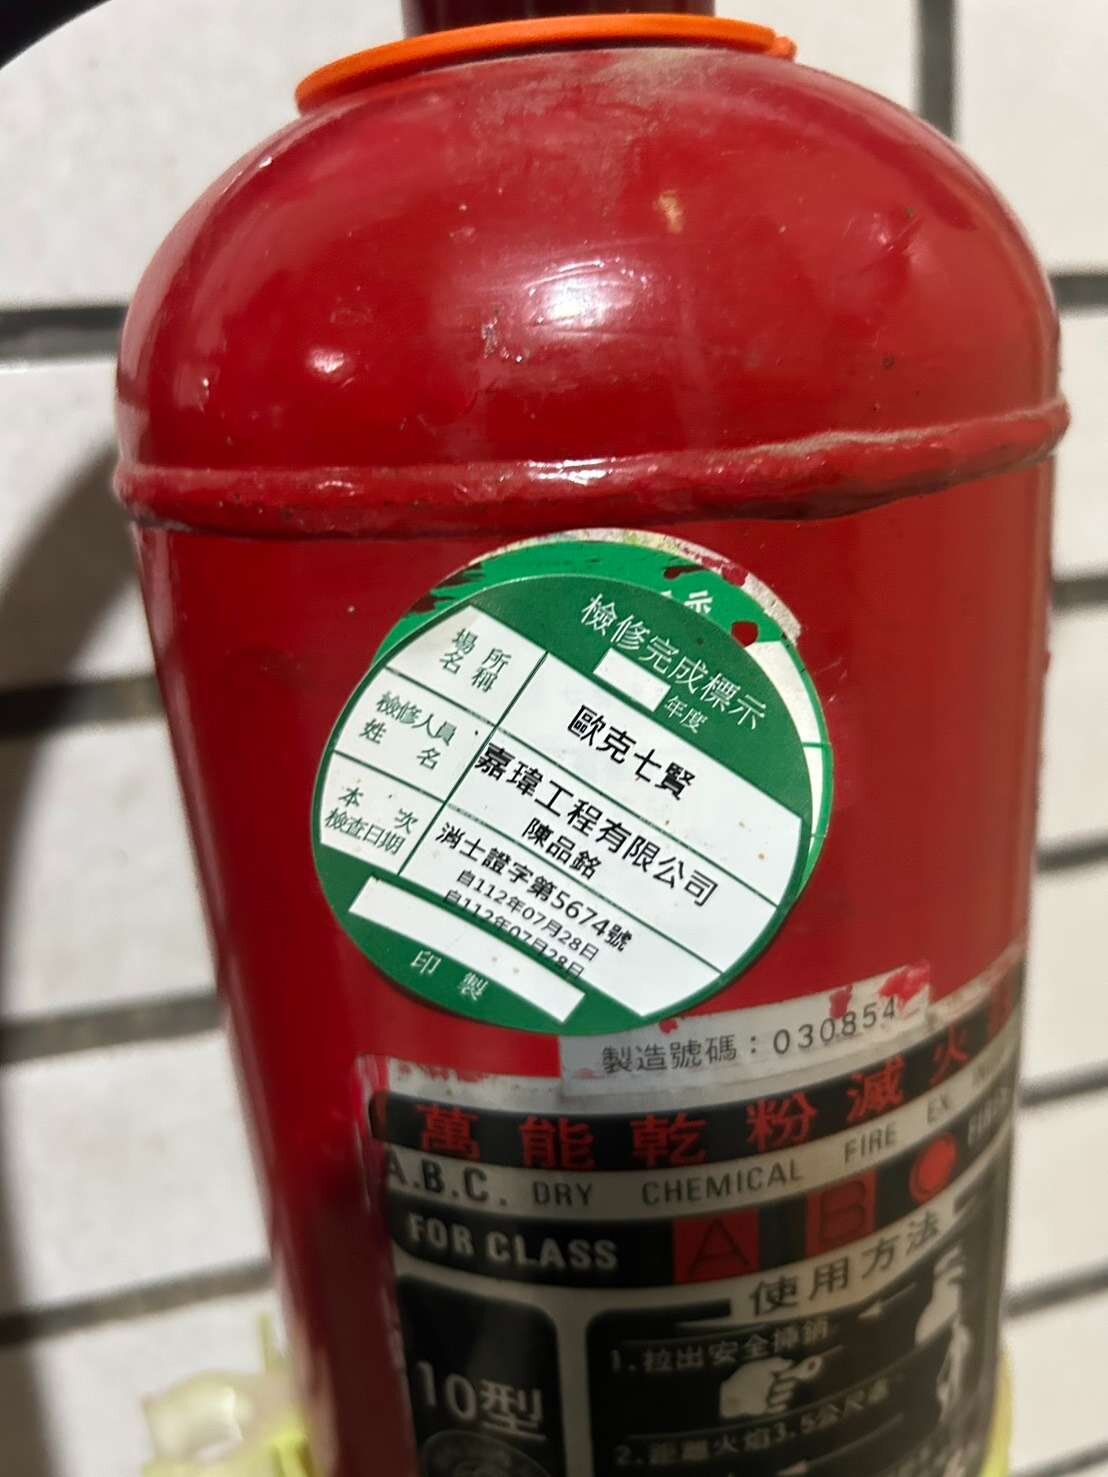 檢修完成標示
年度
場所
名稱
歐克七賢
檢修人員
姓名
嘉瑋工程有限公司
陳品銘
消士證字第5674號
本次
檢查日期
自112年07月28日
自112年07月28日
印製
製造號碼：030854
萬能乾粉滅火
A.B.C. DRY CHEMICAL FIRE EX
FOR CLASS A B
使用方法
10型
1.拉出安全插銷
2.距離火焰3.5公尺